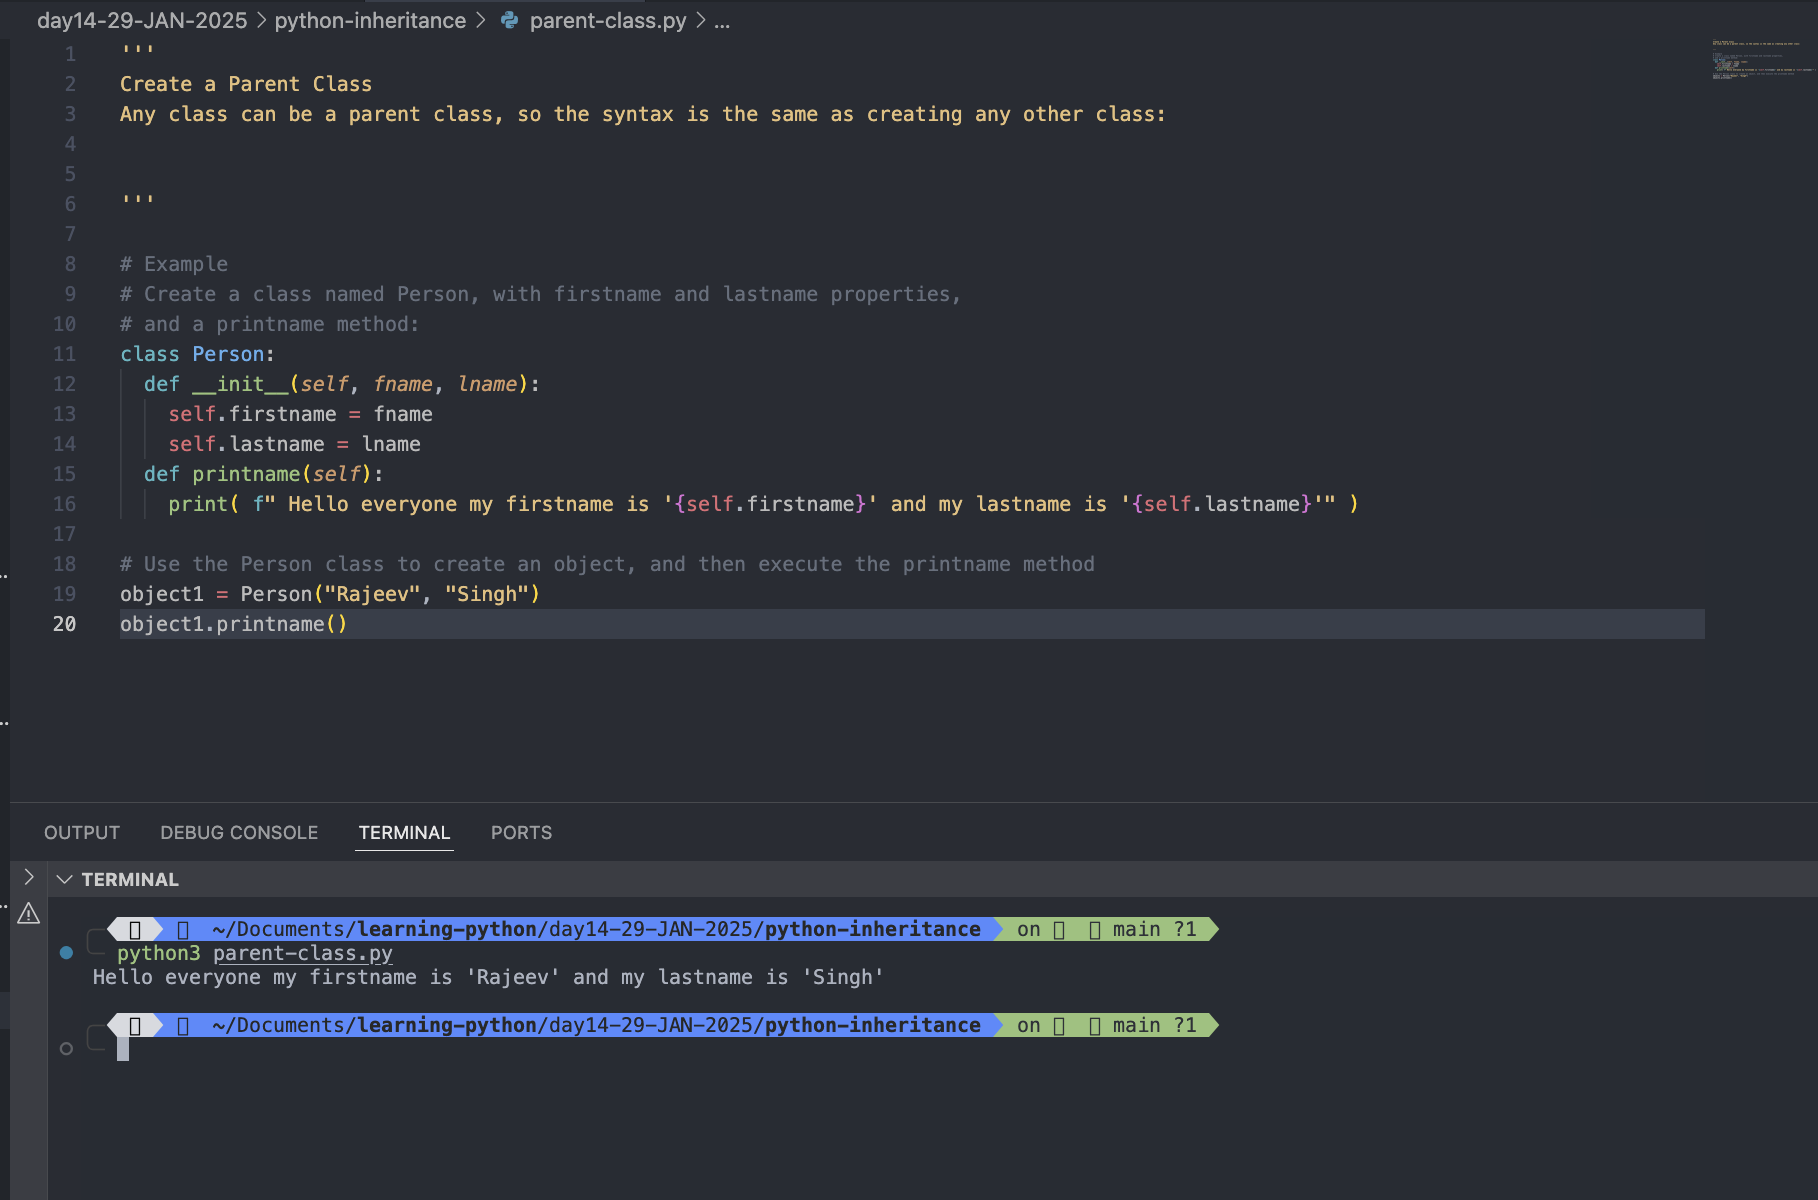 day14-29-JAN-2025 > python-inheritance > parent-class.py > ...
1 '''
2 Create a Parent Class
3 Any class can be a parent class, so the syntax is the same as creating any other class:
4
5
6 '''
7
8 # Example
9 # Create a class named Person, with firstname and lastname properties,
10 # and a printname method:
11 class Person:
12   def __init__(self, fname, lname):
13     self.firstname = fname
14     self.lastname = lname
15   def printname(self):
16     print( f" Hello everyone my firstname is '{self.firstname}' and my lastname is '{self.lastname}'" )
17
18 # Use the Person class to create an object, and then execute the printname method
19 object1 = Person("Rajeev", "Singh")
20 object1.printname()
OUTPUT DEBUG CONSOLE TERMINAL PORTS
TERMINAL
~/Documents/learning-python/day14-29-JAN-2025/python-inheritance on main ?1
python3 parent-class.py
Hello everyone my firstname is 'Rajeev' and my lastname is 'Singh'
~/Documents/learning-python/day14-29-JAN-2025/python-inheritance on main ?1